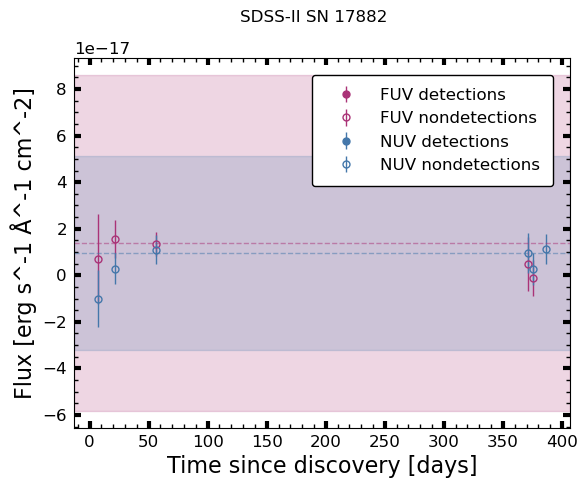 SDSS-II SN 17882
1e−17
8
6
4
2
0
−2
−4
−6
Flux [erg s^-1 Å^-1 cm^-2]
FUV detections
FUV nondetections
NUV detections
NUV nondetections
0 50 100 150 200 250 300 350 400
Time since discovery [days]